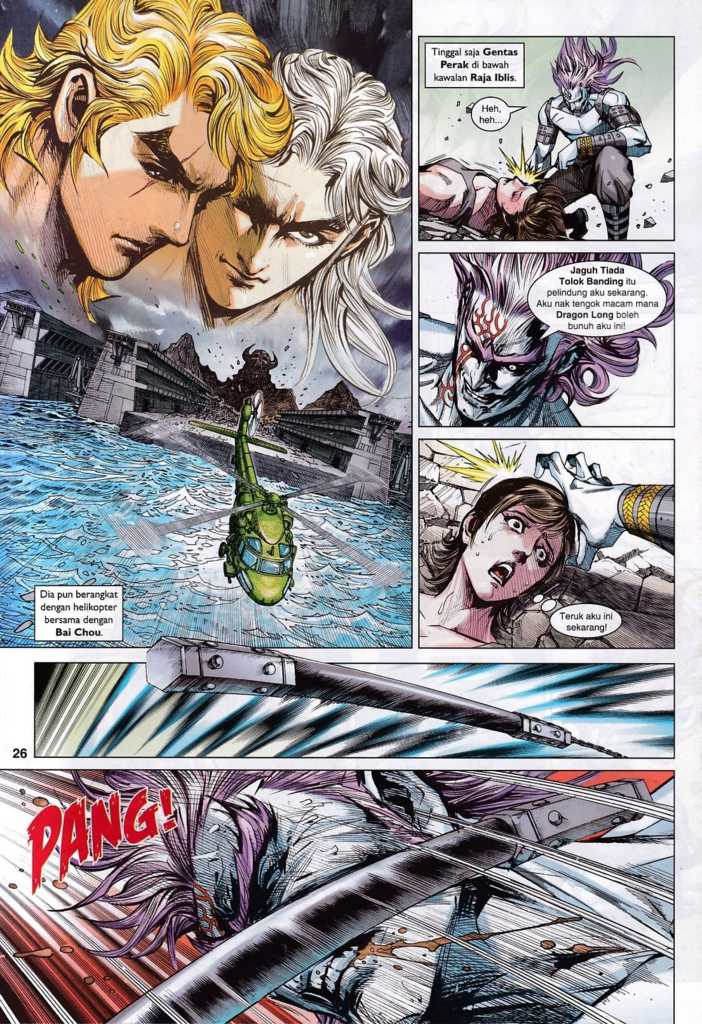 Dia pun berangkat
dengan helikopter
bersama dengan
Bai Chou.
Tinggal saja Gentas
Perak di bawah
kawalan Raja Iblis.
Heh,
heh...
Jaguh Tiada
Tolok Banding itu
pelindung aku sekarang.
Aku nak tengok macam mana
Dragon Long boleh
bunuh aku ini!
Teruk aku ini
sekarang!
26
PANG!